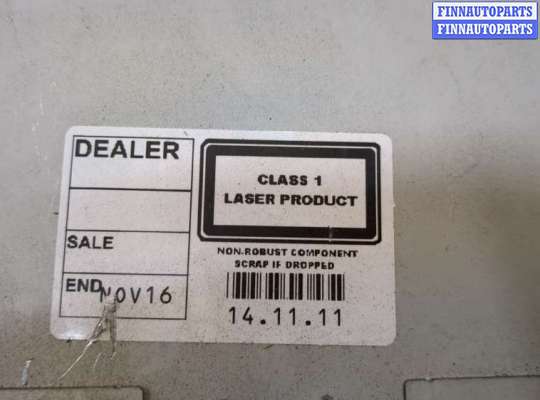 FINNAUTOPARTS
FINNAUTOPARTS
DEALER
SALE
END NOV16
CLASS 1
LASER PRODUCT
NON-ROBUST COMPONENT
SCRAP IF DROPPED
14.11.11